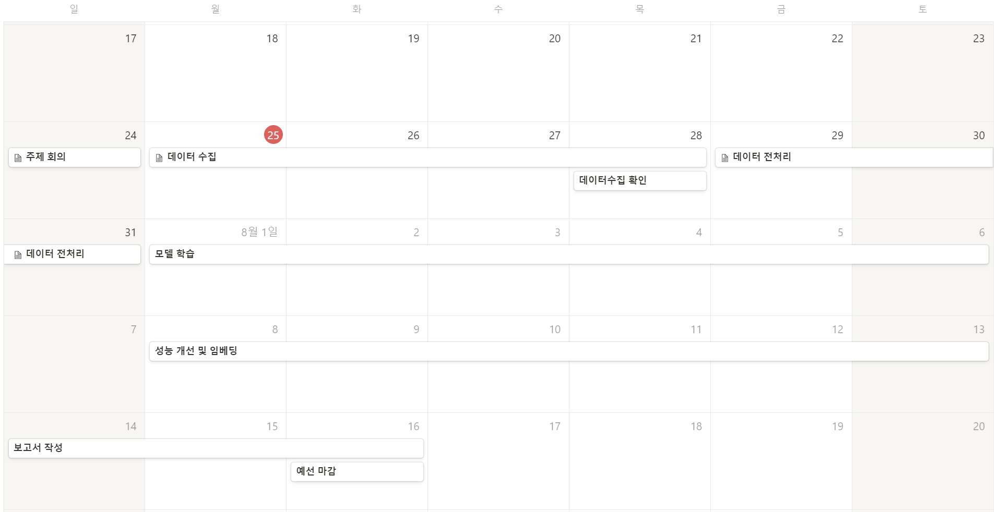 일 월 화 수 목 금 토
17 18 19 20 21 22 23
24 25 26 27 28 29 30
주제 회의 데이터 수집 데이터 전처리
데이터수집 확인
31 8월 1일 2 3 4 5 6
데이터 전처리 모델 학습
7 8 9 10 11 12 13
성능 개선 및 임베딩
14 15 16 17 18 19 20
보고서 작성
예선 마감